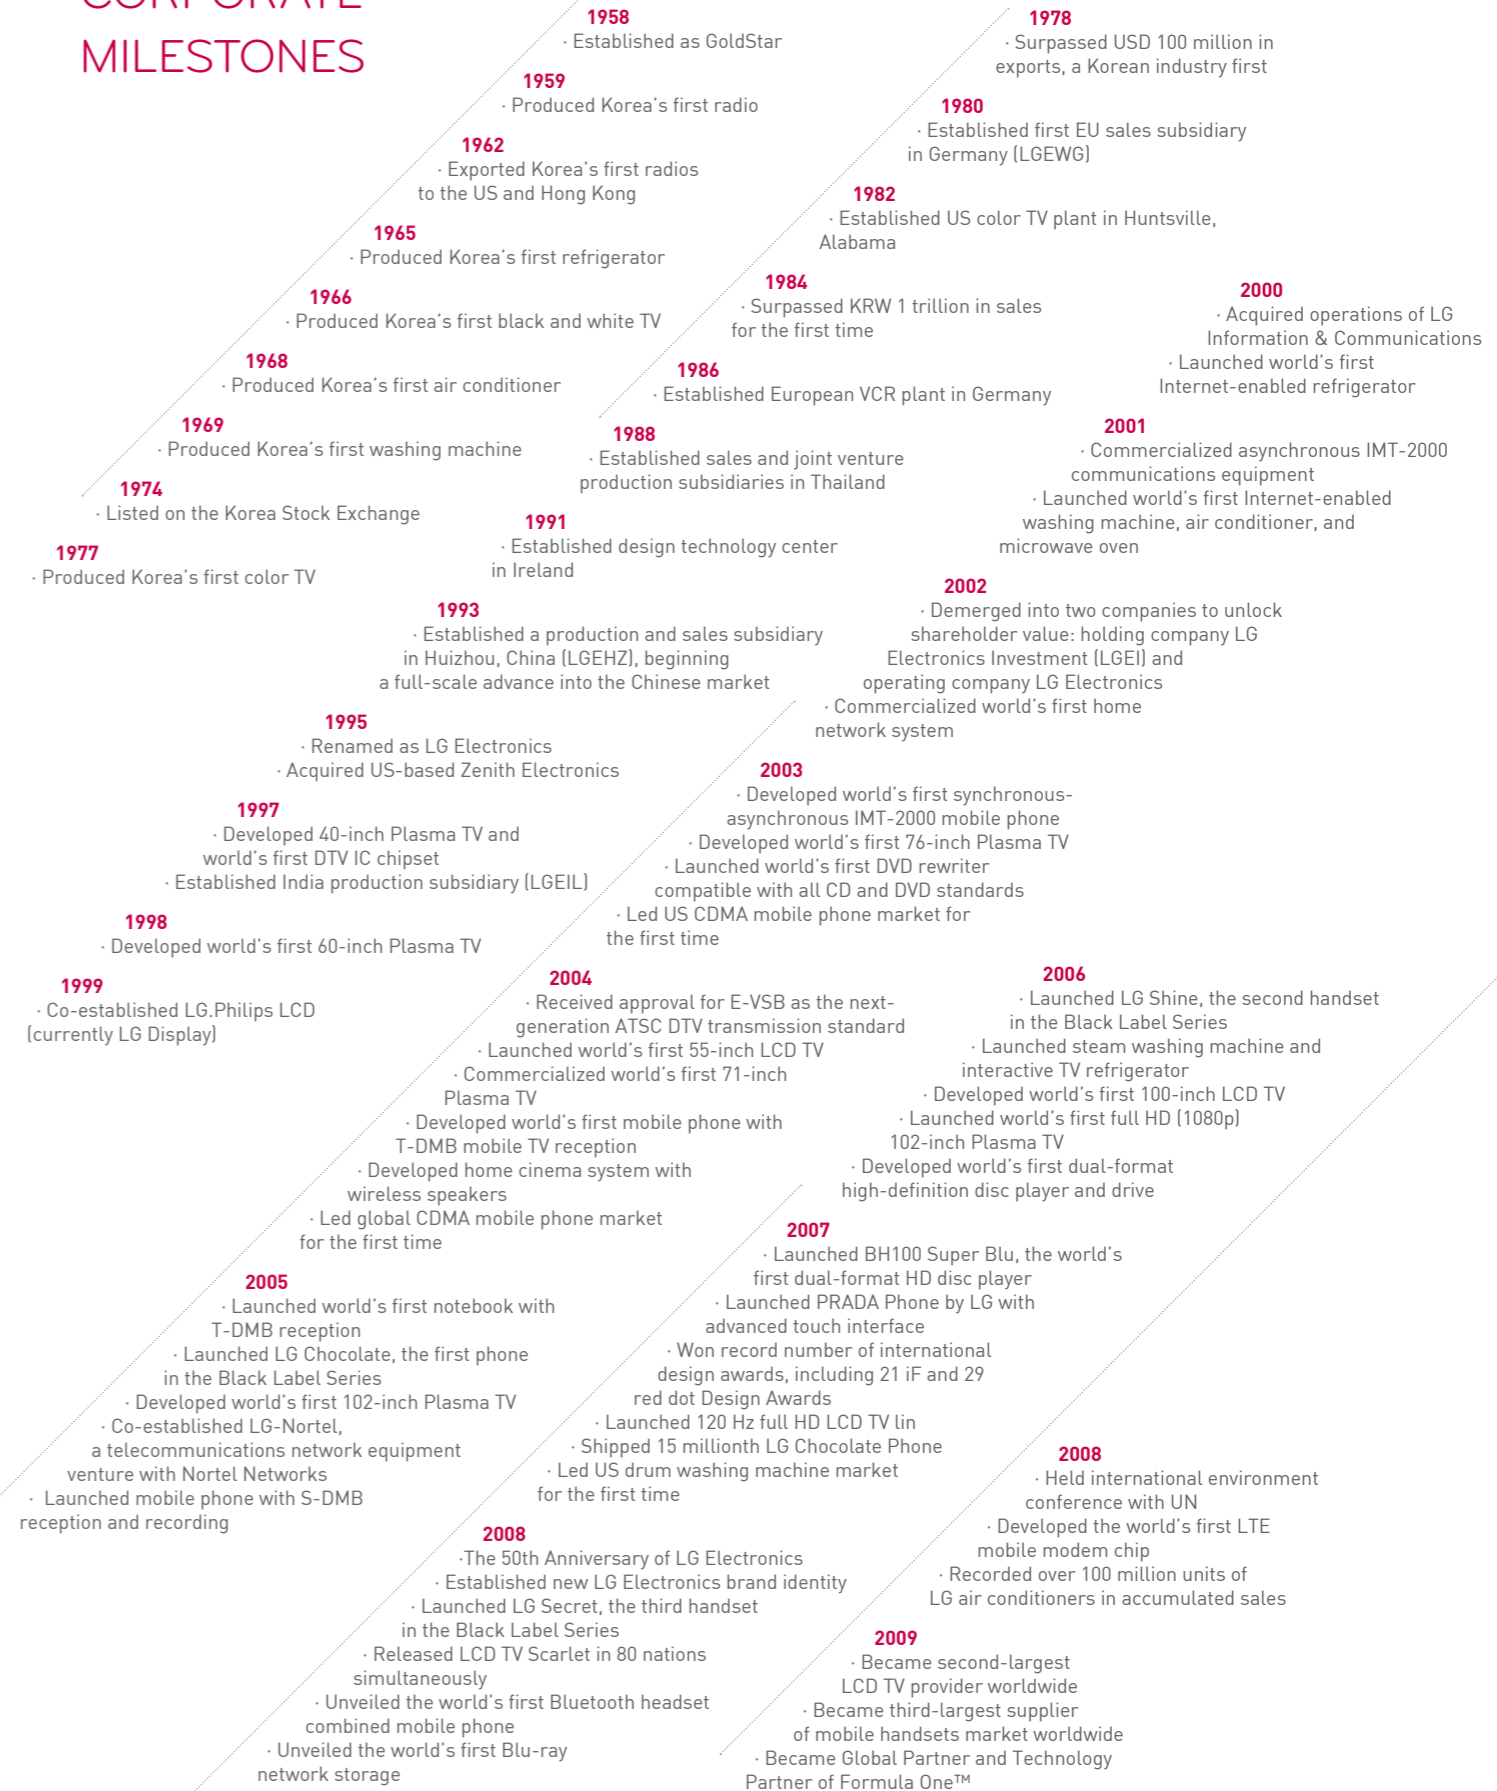 CORPORATE
MILESTONES
1958
· Established as GoldStar
1959
· Produced Korea's first radio
1962
· Exported Korea's first radios
to the US and Hong Kong
1965
· Produced Korea's first refrigerator
1966
· Produced Korea's first black and white TV
1968
· Produced Korea's first air conditioner
1969
· Produced Korea's first washing machine
1974
· Listed on the Korea Stock Exchange
1977
· Produced Korea's first color TV
1978
· Surpassed USD 100 million in
exports, a Korean industry first
1980
· Established first EU sales subsidiary
in Germany (LGEWG)
1982
· Established US color TV plant in Huntsville,
Alabama
1984
· Surpassed KRW 1 trillion in sales
for the first time
1986
· Established European VCR plant in Germany
1988
· Established sales and joint venture
production subsidiaries in Thailand
1991
· Established design technology center
in Ireland
1993
· Established a production and sales subsidiary
in Huizhou, China (LGEHZ), beginning
a full-scale advance into the Chinese market
1995
· Renamed as LG Electronics
· Acquired US-based Zenith Electronics
1997
· Developed 40-inch Plasma TV and
world's first DTV IC chipset
· Established India production subsidiary (LGEIL)
1998
· Developed world's first 60-inch Plasma TV
1999
· Co-established LG.Philips LCD
(currently LG Display)
2000
· Acquired operations of LG
Information & Communications
· Launched world's first
Internet-enabled refrigerator
2001
· Commercialized asynchronous IMT-2000
communications equipment
· Launched world's first Internet-enabled
washing machine, air conditioner, and
microwave oven
2002
· Demerged into two companies to unlock
shareholder value: holding company LG
Electronics Investment (LGEI) and
operating company LG Electronics
· Commercialized world's first home
network system
2003
· Developed world's first synchronous-
asynchronous IMT-2000 mobile phone
· Developed world's first 76-inch Plasma TV
· Launched world's first DVD rewriter
compatible with all CD and DVD standards
· Led US CDMA mobile phone market for
the first time
2004
· Received approval for E-VSB as the next-
generation ATSC DTV transmission standard
· Launched world's first 55-inch LCD TV
· Commercialized world's first 71-inch
Plasma TV
· Developed world's first mobile phone with
T-DMB mobile TV reception
· Developed home cinema system with
wireless speakers
· Led global CDMA mobile phone market
for the first time
2005
· Launched world's first notebook with
T-DMB reception
· Launched LG Chocolate, the first phone
in the Black Label Series
· Developed world's first 102-inch Plasma TV
· Co-established LG-Nortel,
a telecommunications network equipment
venture with Nortel Networks
· Launched mobile phone with S-DMB
reception and recording
2006
· Launched LG Shine, the second handset
in the Black Label Series
· Launched steam washing machine and
interactive TV refrigerator
· Developed world's first 100-inch LCD TV
· Launched world's first full HD (1080p)
102-inch Plasma TV
· Developed world's first dual-format
high-definition disc player and drive
2007
· Launched BH100 Super Blu, the world's
first dual-format HD disc player
· Launched PRADA Phone by LG with
advanced touch interface
· Won record number of international
design awards, including 21 iF and 29
red dot Design Awards
· Launched 120 Hz full HD LCD TV lin
· Shipped 15 millionth LG Chocolate Phone
· Led US drum washing machine market
for the first time
2008
·The 50th Anniversary of LG Electronics
· Established new LG Electronics brand identity
· Launched LG Secret, the third handset
in the Black Label Series
· Released LCD TV Scarlet in 80 nations
simultaneously
· Unveiled the world's first Bluetooth headset
combined mobile phone
· Unveiled the world's first Blu-ray
network storage
2008
· Held international environment
conference with UN
· Developed the world's first LTE
mobile modem chip
· Recorded over 100 million units of
LG air conditioners in accumulated sales
2009
· Became second-largest
LCD TV provider worldwide
· Became third-largest supplier
of mobile handsets market worldwide
· Became Global Partner and Technology
Partner of Formula One™